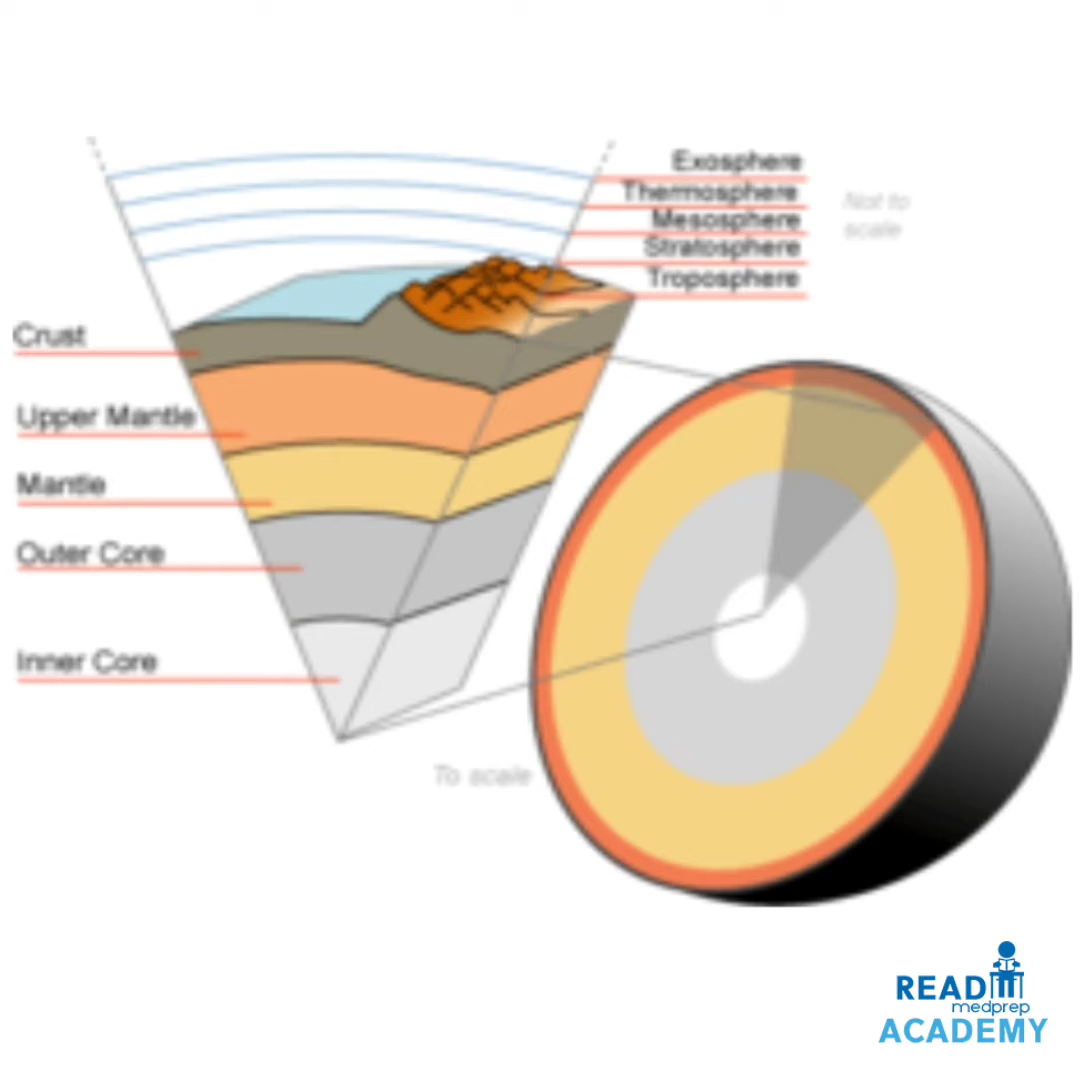 Exosphere
Thermosphere
Mesosphere
Stratosphere
Troposphere
Not to
scale
Crust
Upper Mantle
Mantle
Outer Core
Inner Core
To scale
READ
medprep
ACADEMY